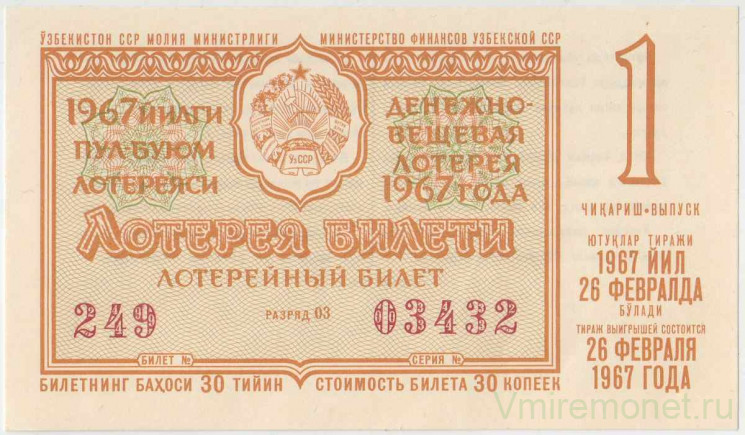 ЎЗБЕКИСТОН ССР МОЛИЯ МИНИСТРЛИГИ МИНИСТЕРСТВО ФИНАНСОВ УЗБЕКСКОЙ ССР
1967 ЙИЛГИ
ПУЛ-БУЮМ
ЛОТЕРЕЯСИ
Уз ССР
ДЕНЕЖНО-
ВЕЩЕВАЯ
ЛОТЕРЕЯ
1967 ГОДА
ЛОТЕРЕЯ БИЛЕТИ
ЛОТЕРЕЙНЫЙ БИЛЕТ
249 РАЗРЯД 03 03432
БИЛЕТ № СЕРИЯ №
БИЛЕТНИНГ БАҲОСИ 30 ТИЙИН СТОИМОСТЬ БИЛЕТА 30 КОПЕЕК
1
ЧИҚАРИШ • ВЫПУСК
ЮТУҚЛАР ТИРАЖИ
1967 ЙИЛ
26 ФЕВРАЛДА
БЎЛАДИ
ТИРАЖ ВЫИГРЫШЕЙ СОСТОИТСЯ
26 ФЕВРАЛЯ
1967 ГОДА
Vmiremonet.ru